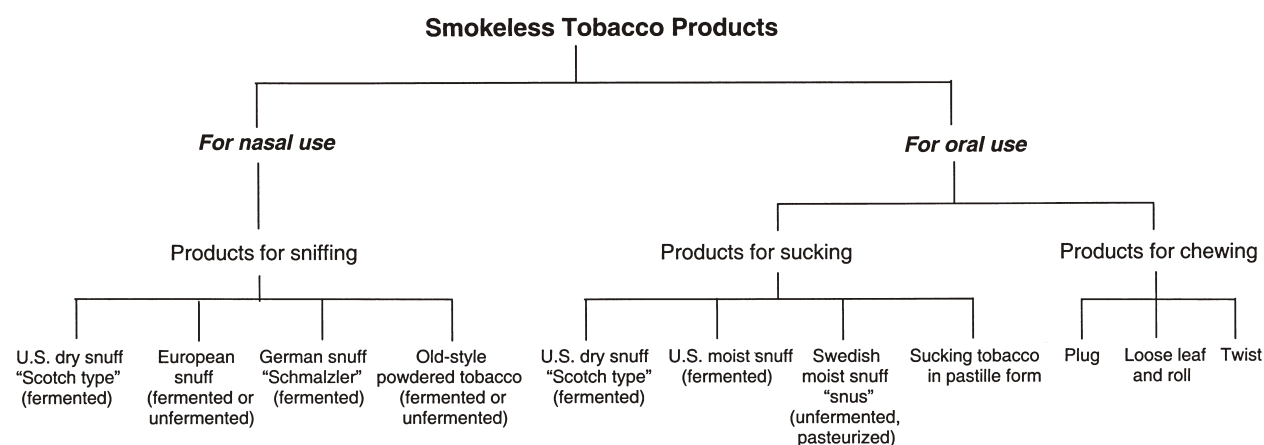 Smokeless Tobacco Products
For nasal use
For oral use
Products for sniffing
Products for sucking
Products for chewing
U.S. dry snuff
“Scotch type”
(fermented)
European
snuff
(fermented or
unfermented)
German snuff
“Schmalzler”
(fermented)
Old-style
powdered tobacco
(fermented or
unfermented)
U.S. dry snuff
“Scotch type”
(fermented)
U.S. moist snuff
(fermented)
Swedish
moist snuff
“snus”
(unfermented,
pasteurized)
Sucking tobacco
in pastille form
Plug
Loose leaf
and roll
Twist